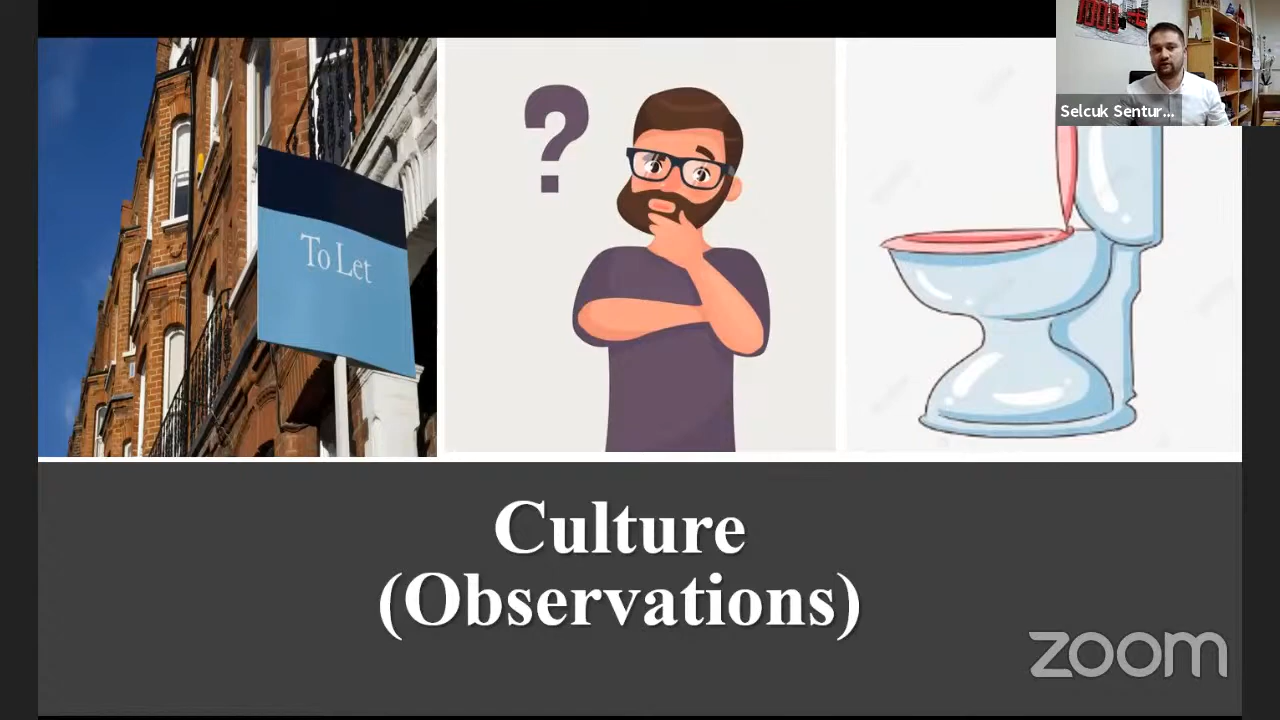 Selcuk Sentur...
To Let
?
Culture
(Observations)
zoom